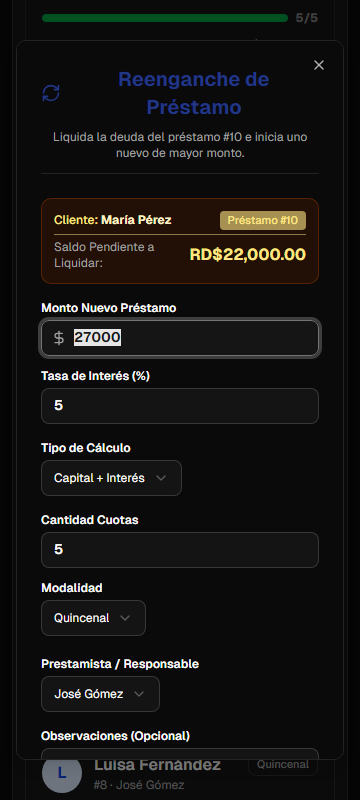 5/5
Reenganche de
Préstamo
Liquida la deuda del préstamo #10 e inicia uno
nuevo de mayor monto.
Cliente: María Pérez
Préstamo #10
Saldo Pendiente a
Liquidar:
RD$22,000.00
Monto Nuevo Préstamo
$ 27000
Tasa de Interés (%)
5
Tipo de Cálculo
Capital + Interés
Cantidad Cuotas
5
Modalidad
Quincenal
Prestamista / Responsable
José Gómez
Observaciones (Opcional)
L
Luisa Fernández
Quincenal
#8 · José Gómez